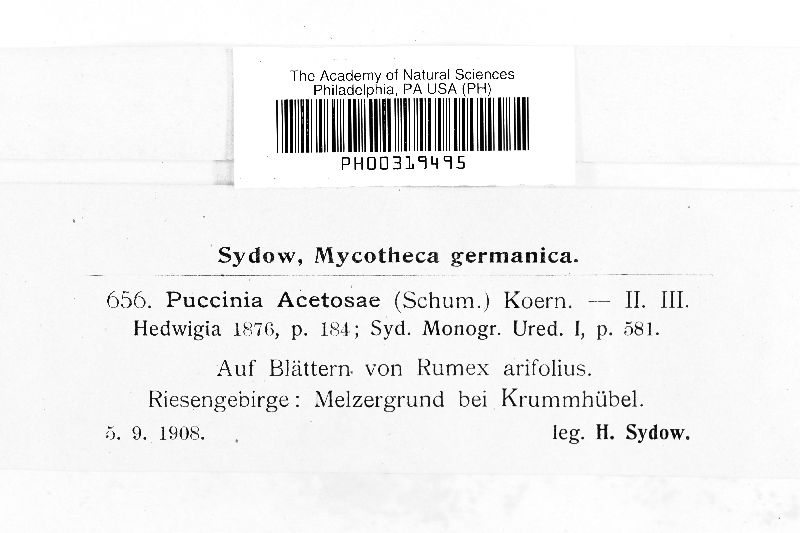 The Academy of Natural Sciences
Philadelphia, PA USA (PH)
PH00319495
Sydow, Mycotheca germanica.
656. Puccinia Acetosae (Schum.) Koern. — II. III.
Hedwigia 1876, p. 184; Syd. Monogr. Ured. I, p. 581.
Auf Blättern von Rumex arifolius.
Riesengebirge: Melzergrund bei Krummhübel.
5. 9. 1908. leg. H. Sydow.